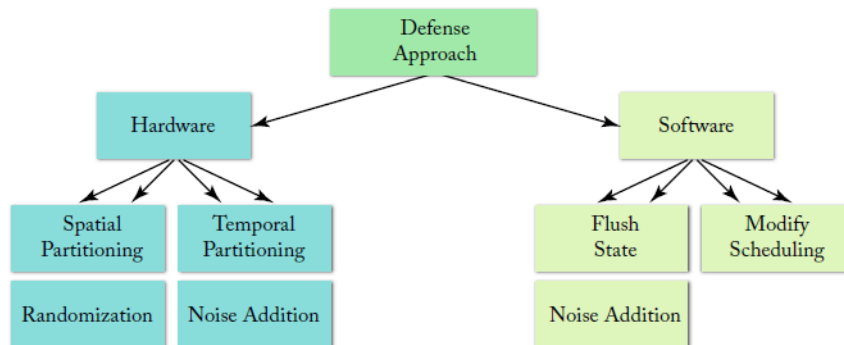 Defense
Approach
Hardware
Software
Spatial
Partitioning
Temporal
Partitioning
Flush
State
Modify
Scheduling
Randomization
Noise Addition
Noise Addition